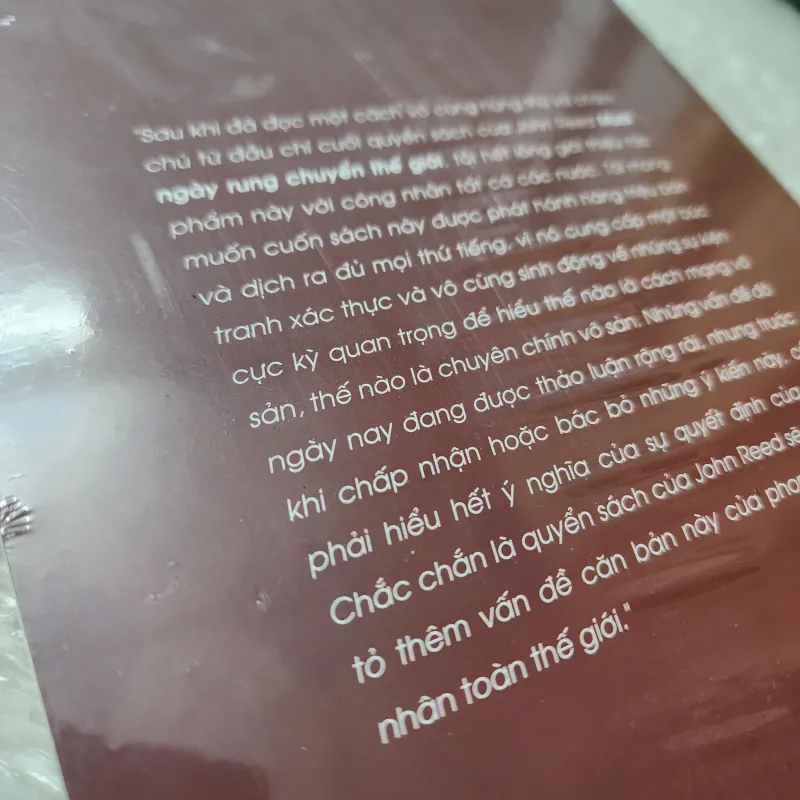 "Sau khi đã đọc một cách vô cùng hứng thú và chăm
chú từ đầu chí cuối quyển sách của John Reed Mười
ngày rung chuyển thế giới, tôi hết lòng giới thiệu tác
phẩm này với công nhân tất cả các nước. Tôi mong
muốn cuốn sách này được phát hành hàng triệu bản
và dịch ra đủ mọi thứ tiếng, vì nó cung cấp một bức
tranh xác thực và vô cùng sinh động về những sự kiện
cực kỳ quan trọng để hiểu thế nào là cách mạng vô
sản, thế nào là chuyên chính vô sản. Những vấn đề đó
ngày nay đang được thảo luận rộng rãi, nhưng trước
khi chấp nhận hoặc bác bỏ những ý kiến này,
phải hiểu hết ý nghĩa của sự quyết định của
Chắc chắn là quyển sách của John Reed sẽ
tỏ thêm vấn đề căn bản này của
nhân toàn thế giới."